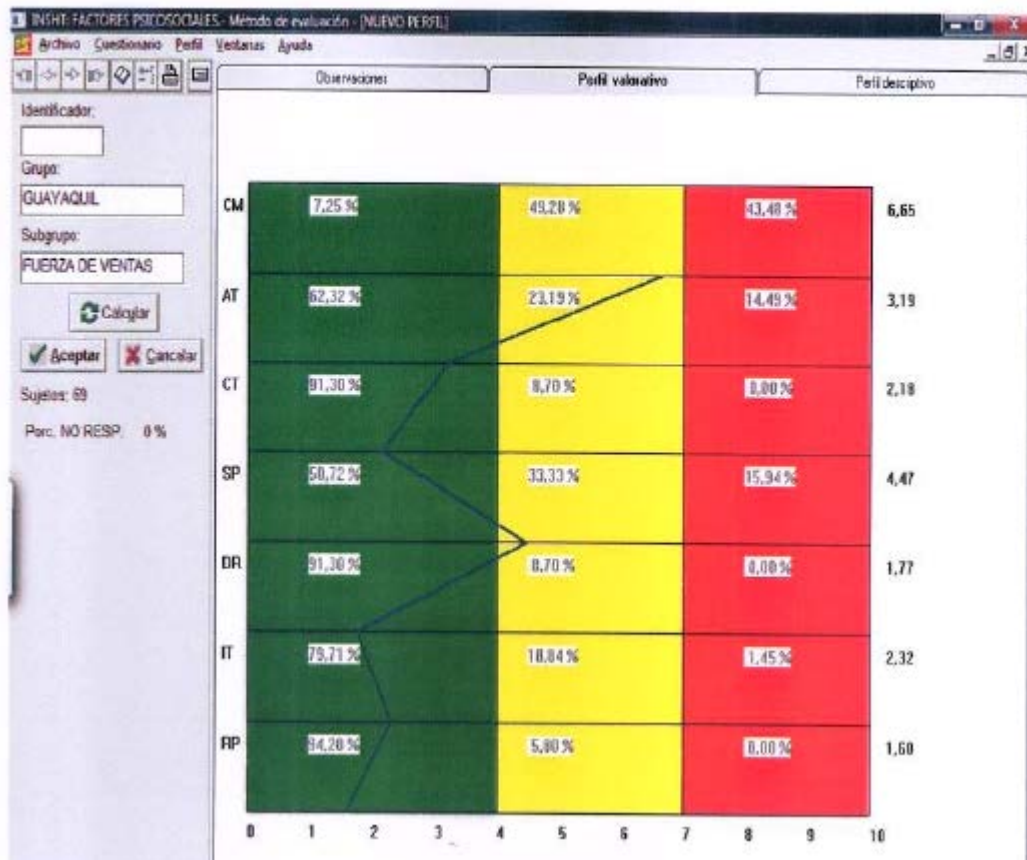 INSHT: FACTORES PSICOSOCIALES.- Método de evaluación - [NUEVO PERFIL]
Archivo Cuestionario Perfil Ventanas Ayuda
Observaciones Perfil valorativo Perfil descriptivo
Identificador:
Grupo:
GUAYAQUIL
Subgrupo:
FUERZA DE VENTAS
Calcular
Aceptar Cancelar
Sujetos: 69
Porc. NO RESP. 0 %
CM 7,25 % 49,28 % 43,48 % 6,65
AT 62,32 % 23,19 % 14,49 % 3,19
CT 91,30 % 8,70 % 0,00 % 2,18
SP 50,72 % 33,33 % 15,94 % 4,47
DR 91,30 % 8,70 % 0,00 % 1,77
IT 79,71 % 18,84 % 1,45 % 2,32
RP 94,20 % 5,80 % 0,00 % 1,60
0 1 2 3 4 5 6 7 8 9 10